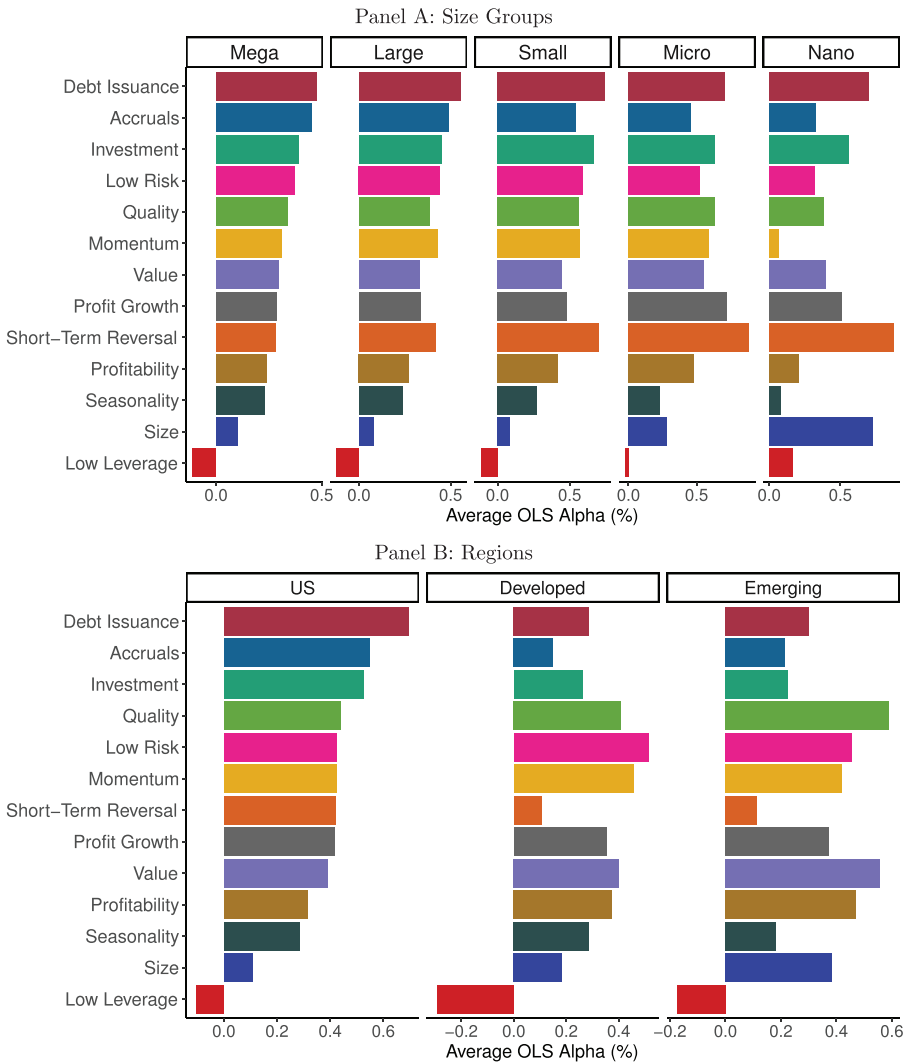 Panel A: Size Groups
Mega Large Small Micro Nano
Debt Issuance
Accruals
Investment
Low Risk
Quality
Momentum
Value
Profit Growth
Short−Term Reversal
Profitability
Seasonality
Size
Low Leverage
0.0 0.5 0.0 0.5 0.0 0.5 0.0 0.5 0.0 0.5
Average OLS Alpha (%)
Panel B: Regions
US Developed Emerging
Debt Issuance
Accruals
Investment
Quality
Low Risk
Momentum
Short−Term Reversal
Profit Growth
Value
Profitability
Seasonality
Size
Low Leverage
0.0 0.2 0.4 0.6 −0.2 0.0 0.2 0.4 −0.2 0.0 0.2 0.4 0.6
Average OLS Alpha (%)